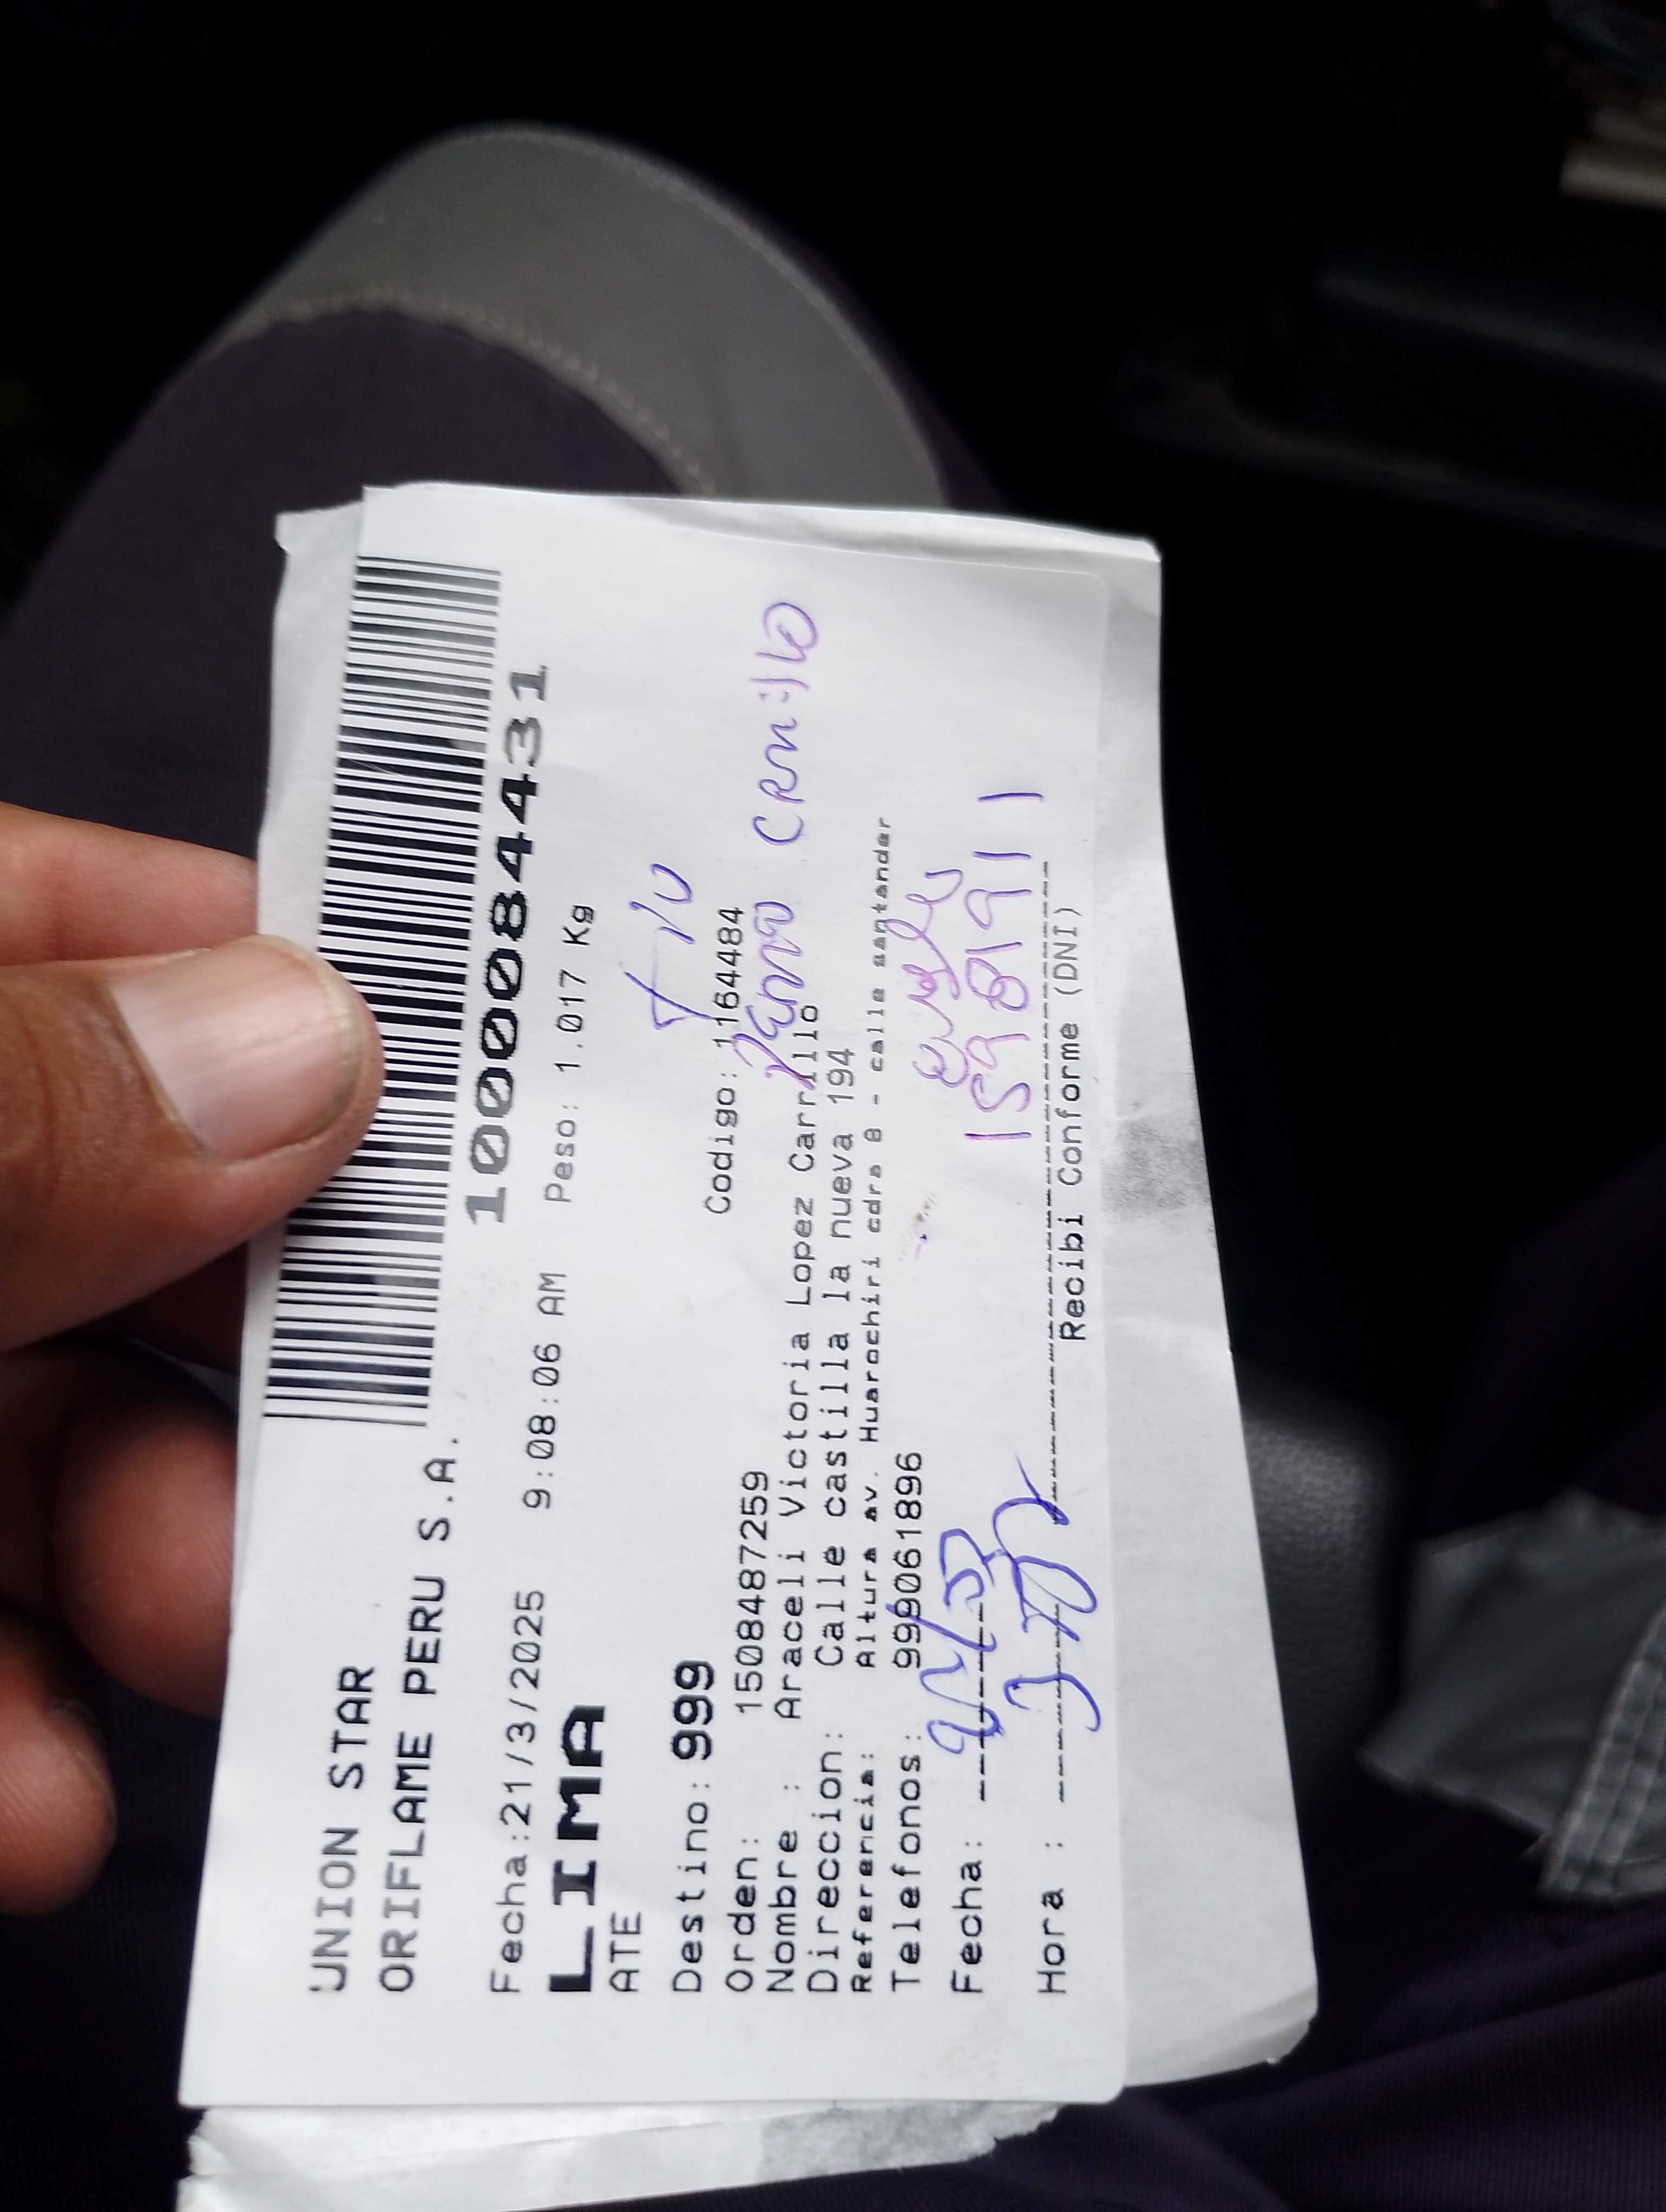 UNION STAR
ORIFLAME PERU S.A.
1000084431
Fecha:21/3/2025 9:08:06 AM Peso: 1.017 Kg
LIMA
ATE
Tio
Destino: 999
Orden: 1508487259 Codigo: 1164484
Nombre : Araceli Victoria Lopez Carrillo
Direccion: Calle castilla la nueva 194
Referencia: Altura av. Huarochiri cdra 8 - calle santander
Telefonos: 999061896
Fecha :
Hora :
Recibi Conforme (DNI)